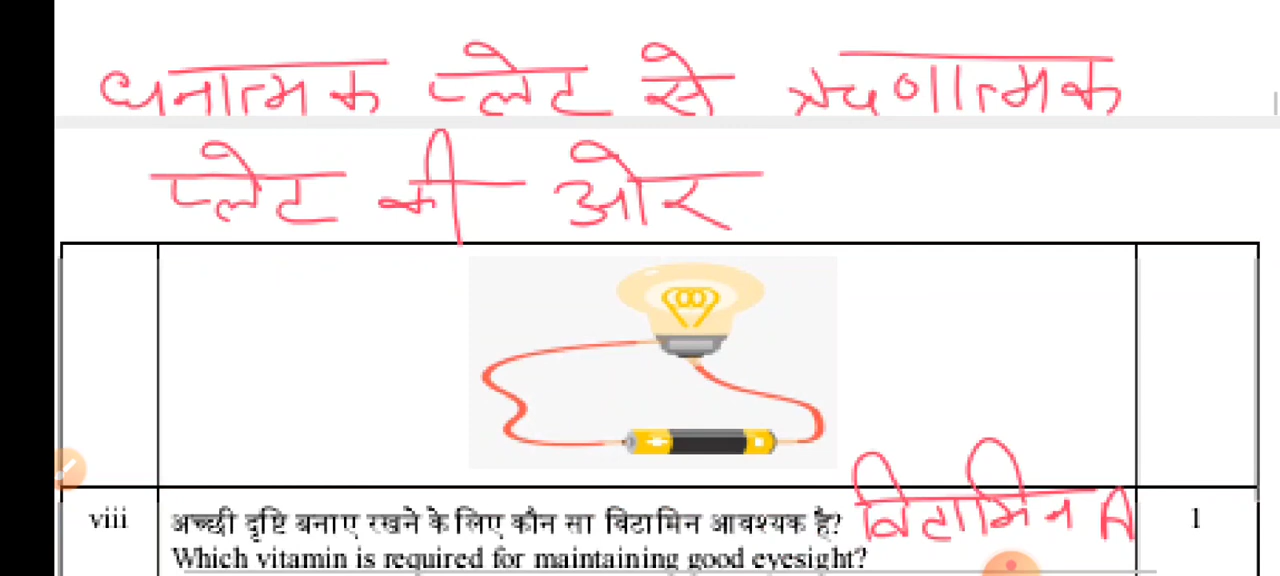 धनात्मक प्लेट से ऋणात्मक
प्लेट की ओर
viii अच्छी दृष्टि बनाए रखने के लिए कौन सा विटामिन आवश्यक है? विटामिन A 1
Which vitamin is required for maintaining good eyesight?